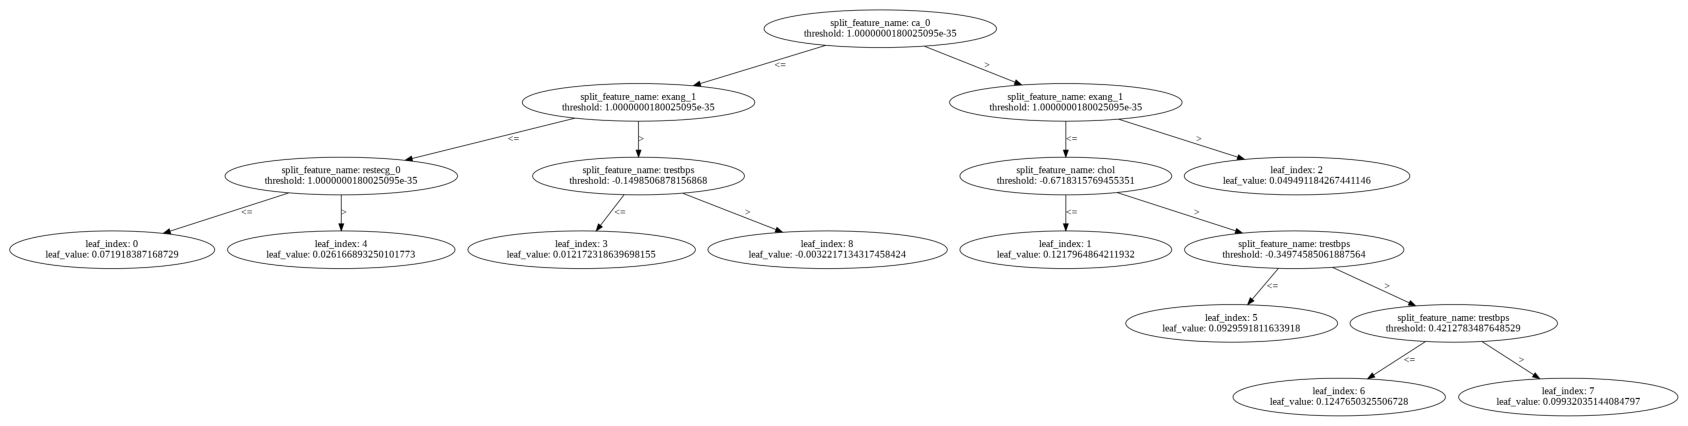 split_feature_name: ca_0
threshold: 1.0000000180025095e-35
<=
>
split_feature_name: exang_1
threshold: 1.0000000180025095e-35
split_feature_name: exang_1
threshold: 1.0000000180025095e-35
<=
>
<=
>
split_feature_name: restecg_0
threshold: 1.0000000180025095e-35
split_feature_name: trestbps
threshold: -0.1498506878156868
split_feature_name: chol
threshold: -0.6718315769455351
leaf_index: 2
leaf_value: 0.049491184267441146
<=
>
<=
>
<=
>
leaf_index: 0
leaf_value: 0.071918387168729
leaf_index: 4
leaf_value: 0.026166893250101773
leaf_index: 3
leaf_value: 0.012172318639698155
leaf_index: 8
leaf_value: -0.0032217134317458424
leaf_index: 1
leaf_value: 0.1217964864211932
split_feature_name: trestbps
threshold: -0.34974585061887564
<=
>
leaf_index: 5
leaf_value: 0.0929591811633918
split_feature_name: trestbps
threshold: 0.4212783487648529
<=
>
leaf_index: 6
leaf_value: 0.1247650325506728
leaf_index: 7
leaf_value: 0.09932035144084797